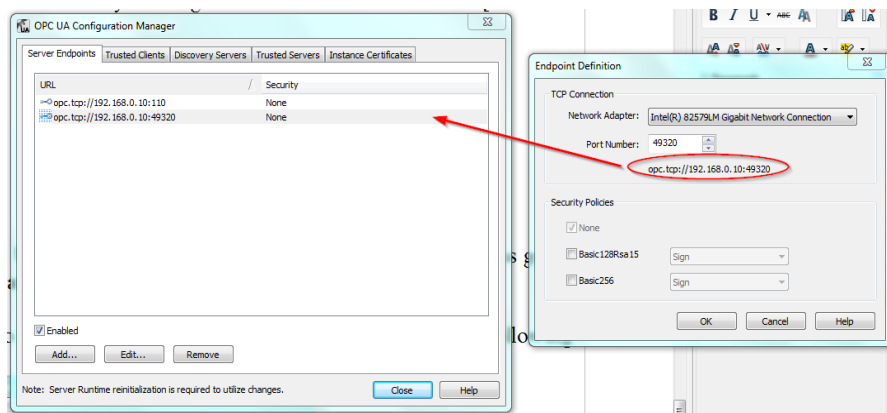 OPC UA Configuration Manager
Server Endpoints Trusted Clients Discovery Servers Trusted Servers Instance Certificates
URL / Security
opc.tcp://192.168.0.10:110 None
opc.tcp://192.168.0.10:49320 None
Enabled
Add... Edit... Remove
Note: Server Runtime reinitialization is required to utilize changes.
Close Help
B I U ABC
Endpoint Definition
TCP Connection
Network Adapter: Intel(R) 82579LM Gigabit Network Connection
Port Number: 49320
opc.tcp://192.168.0.10:49320
Security Policies
None
Basic128Rsa15 Sign
Basic256 Sign
OK Cancel Help